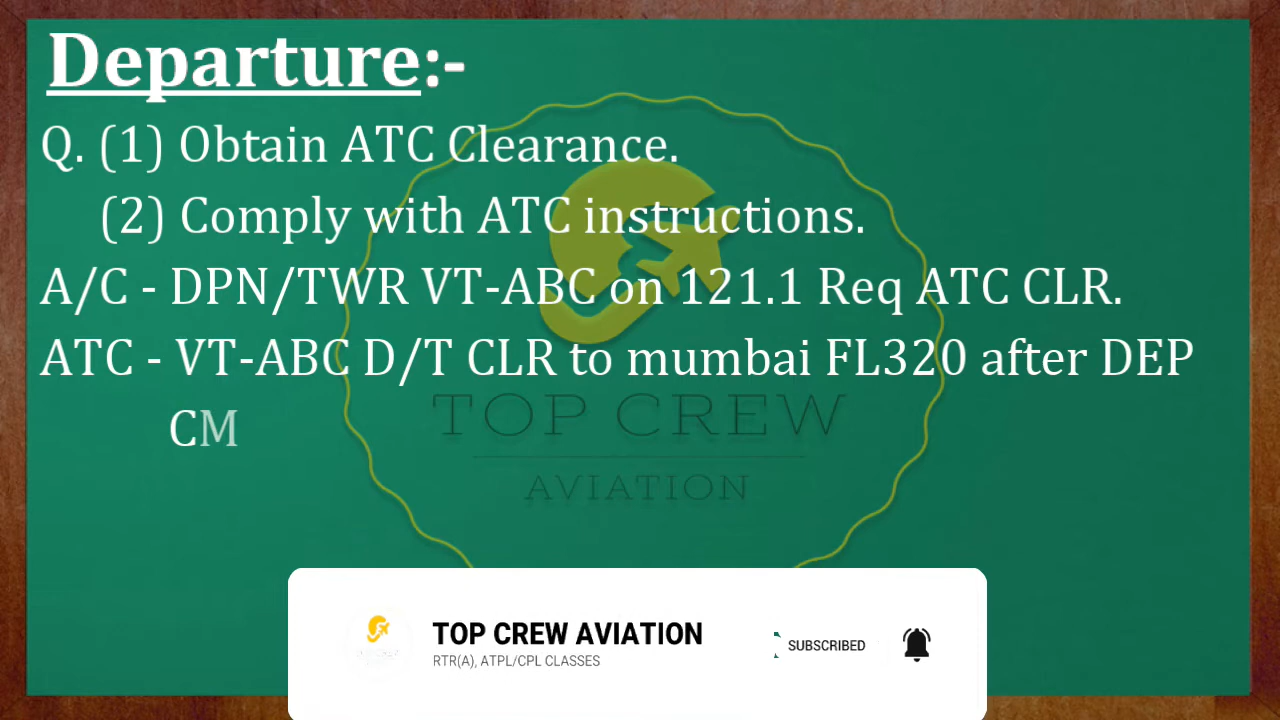 Departure:-
Q. (1) Obtain ATC Clearance.
(2) Comply with ATC instructions.
A/C - DPN/TWR VT-ABC on 121.1 Req ATC CLR.
ATC - VT-ABC D/T CLR to mumbai FL320 after DEP
CM
TOP CREW
AVIATION
TOP CREW AVIATION
RTR(A), ATPL/CPL CLASSES
SUBSCRIBED